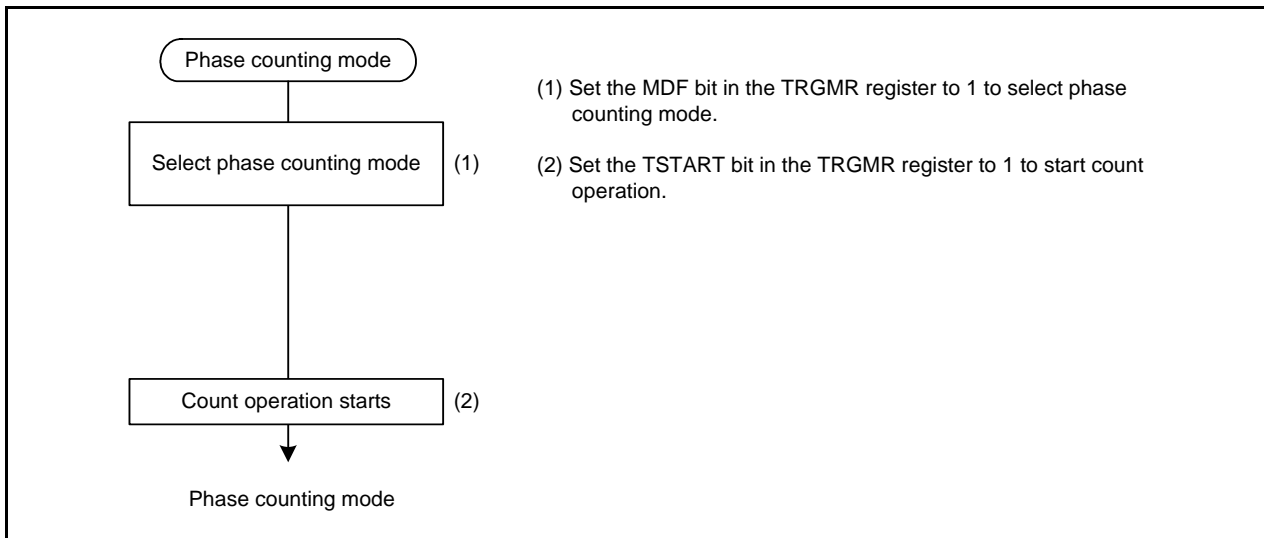 Phase counting mode
Select phase counting mode (1)
Count operation starts (2)
Phase counting mode
(1) Set the MDF bit in the TRGMR register to 1 to select phase
counting mode.
(2) Set the TSTART bit in the TRGMR register to 1 to start count
operation.